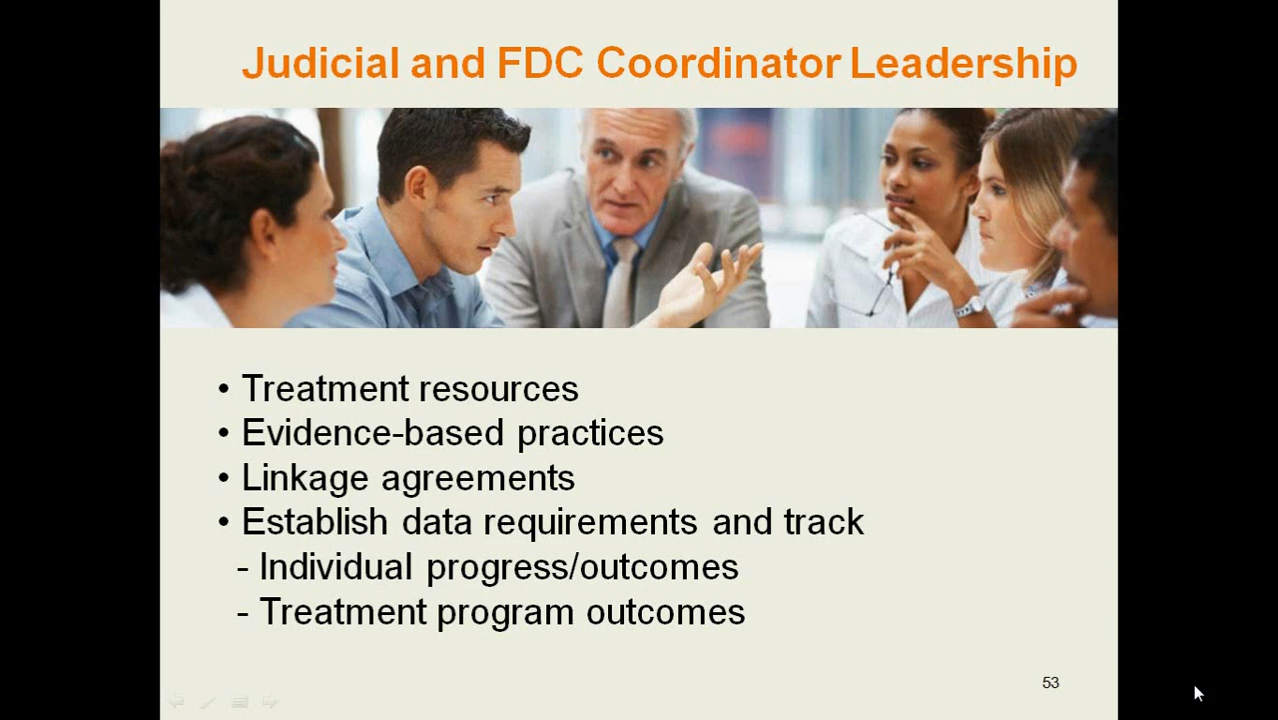 Judicial and FDC Coordinator Leadership
• Treatment resources
• Evidence-based practices
• Linkage agreements
• Establish data requirements and track
- Individual progress/outcomes
- Treatment program outcomes
53